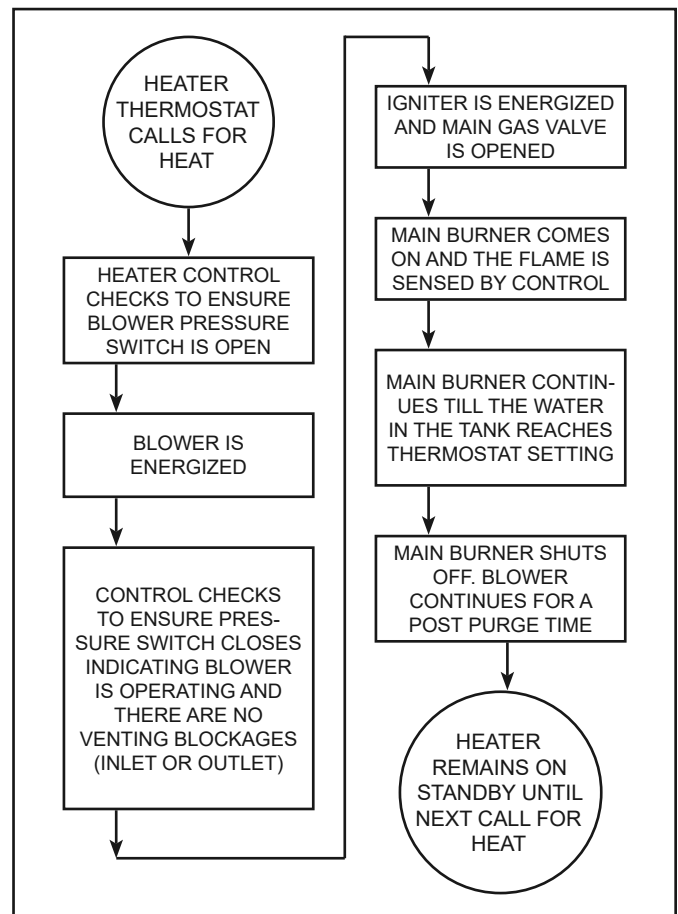 HEATER
THERMOSTAT
CALLS FOR
HEAT
HEATER CONTROL
CHECKS TO ENSURE
BLOWER PRESSURE
SWITCH IS OPEN
BLOWER IS
ENERGIZED
CONTROL CHECKS
TO ENSURE PRES-
SURE SWITCH CLOSES
INDICATING BLOWER
IS OPERATING AND
THERE ARE NO
VENTING BLOCKAGES
(INLET OR OUTLET)
IGNITER IS ENERGIZED
AND MAIN GAS VALVE
IS OPENED
MAIN BURNER COMES
ON AND THE FLAME IS
SENSED BY CONTROL
MAIN BURNER CONTIN-
UES TILL THE WATER
IN THE TANK REACHES
THERMOSTAT SETTING
MAIN BURNER SHUTS
OFF. BLOWER
CONTINUES FOR A
POST PURGE TIME
HEATER
REMAINS ON
STANDBY UNTIL
NEXT CALL FOR
HEAT